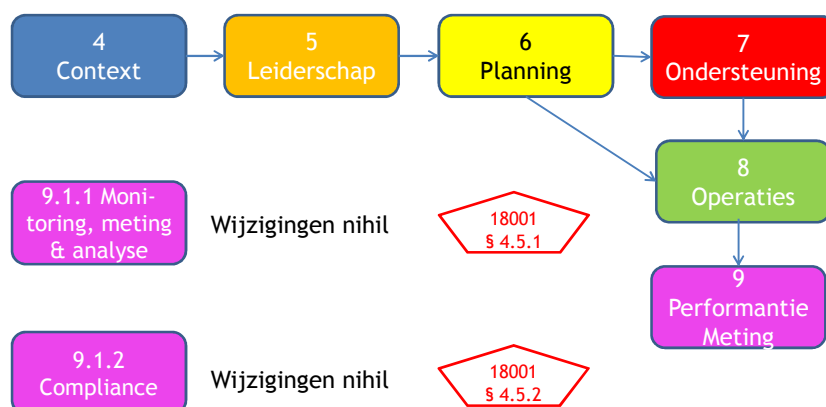 4
Context
5
Leiderschap
6
Planning
7
Ondersteuning
8
Operaties
9.1.1 Moni-
toring, meting
& analyse
Wijzigingen nihil
18001
§ 4.5.1
9
Performantie
Meting
9.1.2
Compliance
Wijzigingen nihil
18001
§ 4.5.2